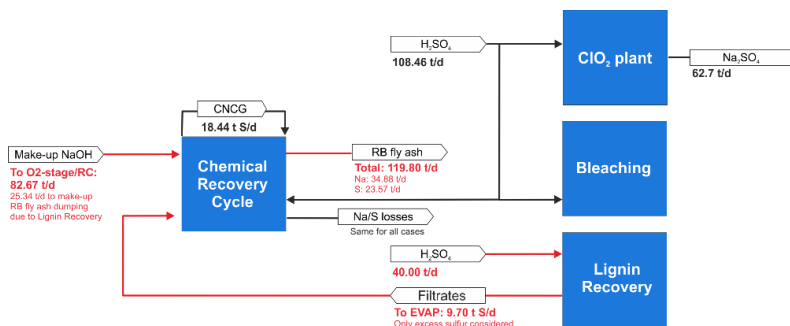 H₂SO₄
108.46 t/d
ClO₂ plant
Na₂SO₄
62.7 t/d
CNCG
18.44 t S/d
Make-up NaOH
To O2-stage/RC:
82.67 t/d
25.34 t/d to make-up
RB fly ash dumping
due to Lignin Recovery
Chemical
Recovery
Cycle
RB fly ash
Total: 119.80 t/d
Na: 34.88 t/d
S: 23.57 t/d
Bleaching
Na/S losses
Same for all cases
H₂SO₄
40.00 t/d
Lignin
Recovery
Filtrates
To EVAP: 9.70 t S/d
Only excess sulfur considered